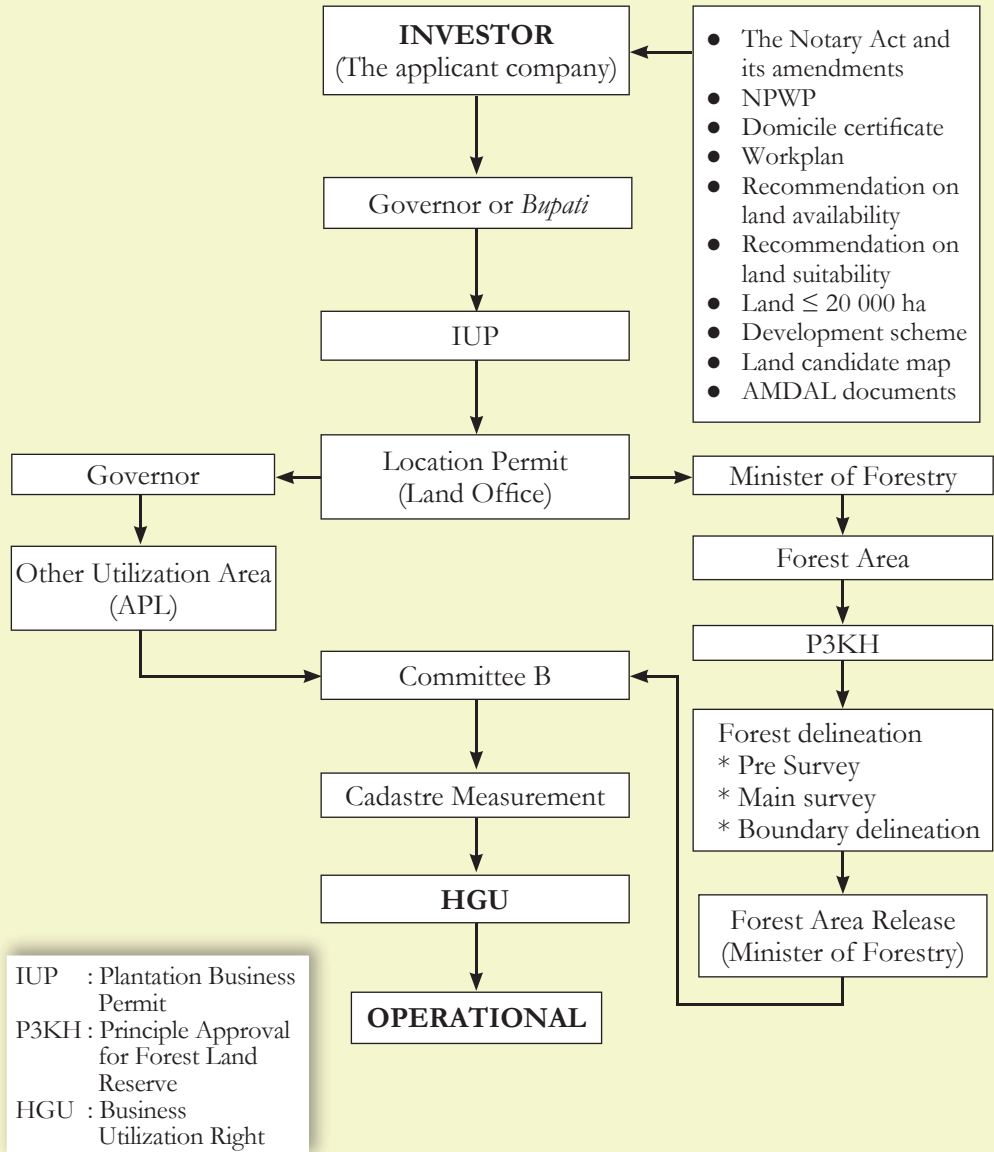 INVESTOR
(The applicant company)
● The Notary Act and
its amendments
● NPWP
● Domicile certificate
● Workplan
● Recommendation on
land availability
● Recommendation on
land suitability
● Land ≤ 20 000 ha
● Development scheme
● Land candidate map
● AMDAL documents
Governor or Bupati
IUP
Location Permit
(Land Office)
Governor
Other Utilization Area
(APL)
Minister of Forestry
Forest Area
P3KH
Forest delineation
* Pre Survey
* Main survey
* Boundary delineation
Forest Area Release
(Minister of Forestry)
Committee B
Cadastre Measurement
HGU
OPERATIONAL
IUP : Plantation Business
Permit
P3KH : Principle Approval
for Forest Land
Reserve
HGU : Business
Utilization Right